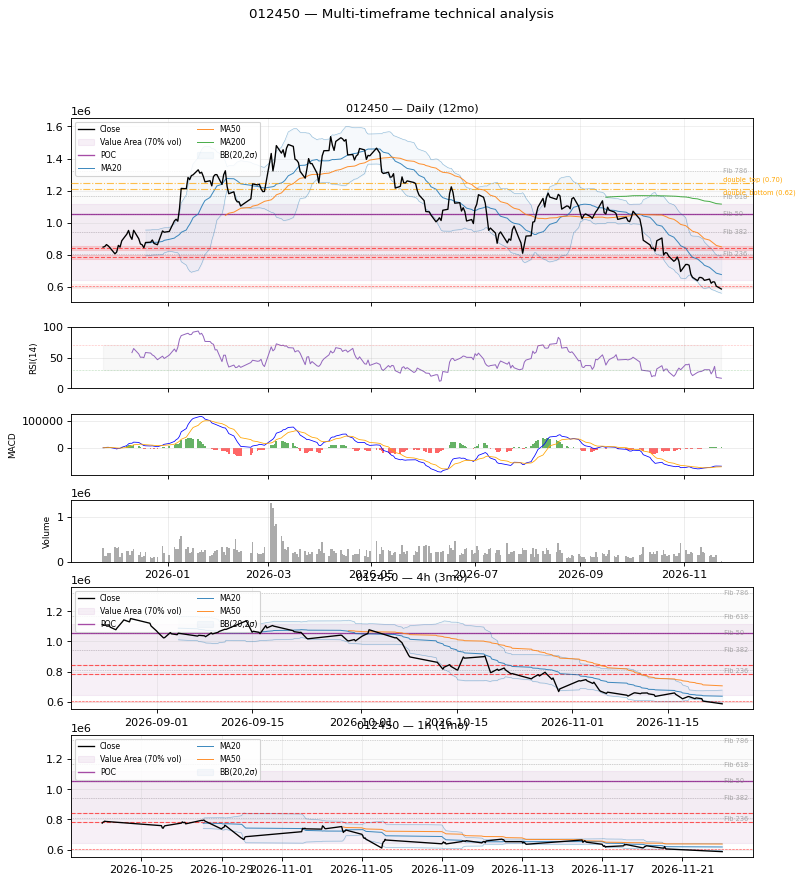 012450 — Multi-timeframe technical analysis
012450 — Daily (12mo)
1e6
Close
Value Area (70% vol)
POC
MA20
MA50
MA200
BB(20,2σ)
1.6
1.4
1.2
1.0
0.8
0.6
Fib 786
double_top (0.70)
double_bottom (0.62)
Fib 618
Fib 50
Fib 382
Fib 236
RSI(14)
100
50
0
MACD
100000
0
Volume
1e6
1
0
2026-01 2026-03 2026-05 2026-07 2026-09 2026-11
012450 — 4h (3mo)
1e6
Close
Value Area (70% vol)
POC
MA20
MA50
BB(20,2σ)
1.2
1.0
0.8
0.6
Fib 786
Fib 618
Fib 50
Fib 382
Fib 236
2026-09-01 2026-09-15 2026-10-01 2026-10-15 2026-11-01 2026-11-15
012450 — 1h (1mo)
1e6
Close
Value Area (70% vol)
POC
MA20
MA50
BB(20,2σ)
1.2
1.0
0.8
0.6
Fib 786
Fib 618
Fib 50
Fib 382
Fib 236
2026-10-25 2026-10-29 2026-11-01 2026-11-05 2026-11-09 2026-11-13 2026-11-17 2026-11-21